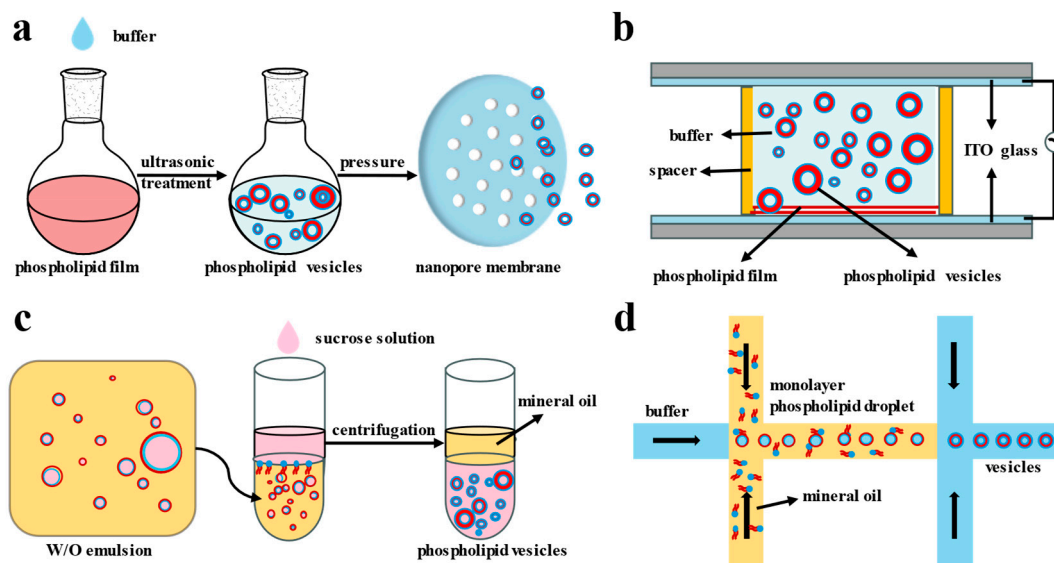 a
buffer
ultrasonic
treatment
pressure
phospholipid film
phospholipid vesicles
nanopore membrane
b
buffer
spacer
ITO glass
phospholipid film
phospholipid vesicles
c
sucrose solution
mineral oil
centrifugation
W/O emulsion
phospholipid vesicles
d
monolayer
phospholipid droplet
buffer
vesicles
mineral oil